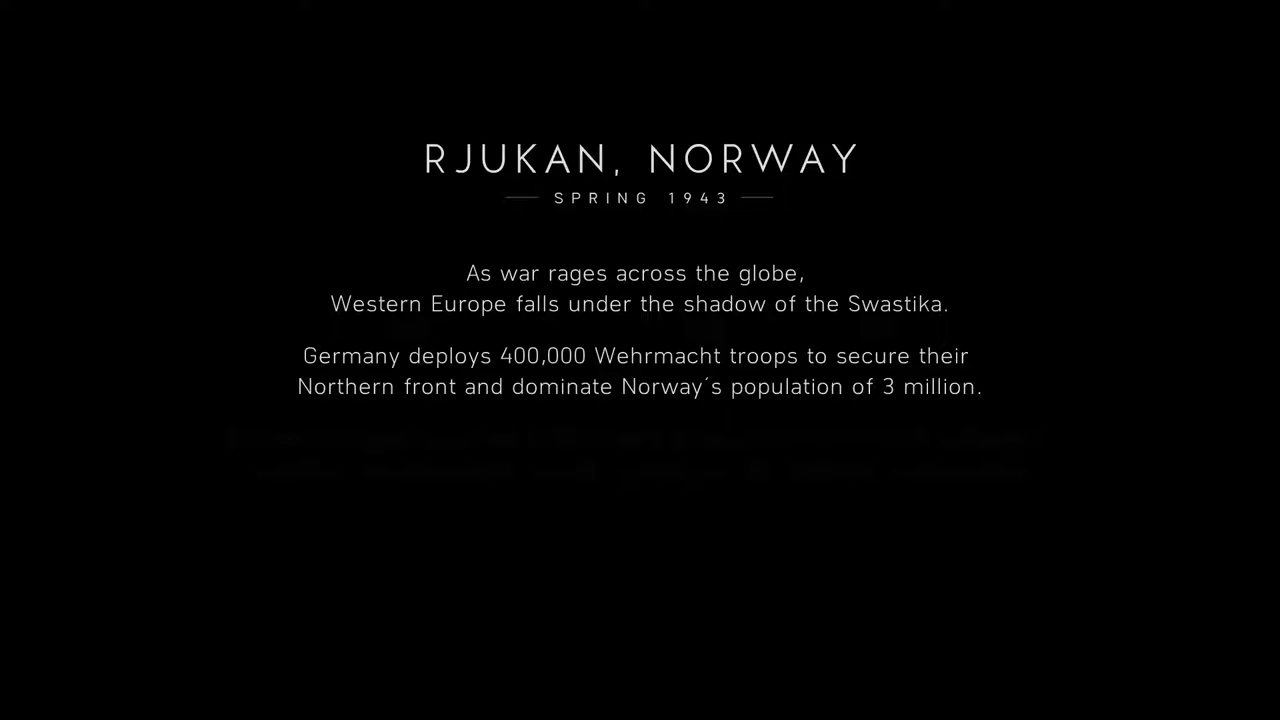 RJUKAN, NORWAY
SPRING 1943
As war rages across the globe,
Western Europe falls under the shadow of the Swastika.
Germany deploys 400,000 Wehrmacht troops to secure their
Northern front and dominate Norway´s population of 3 million.